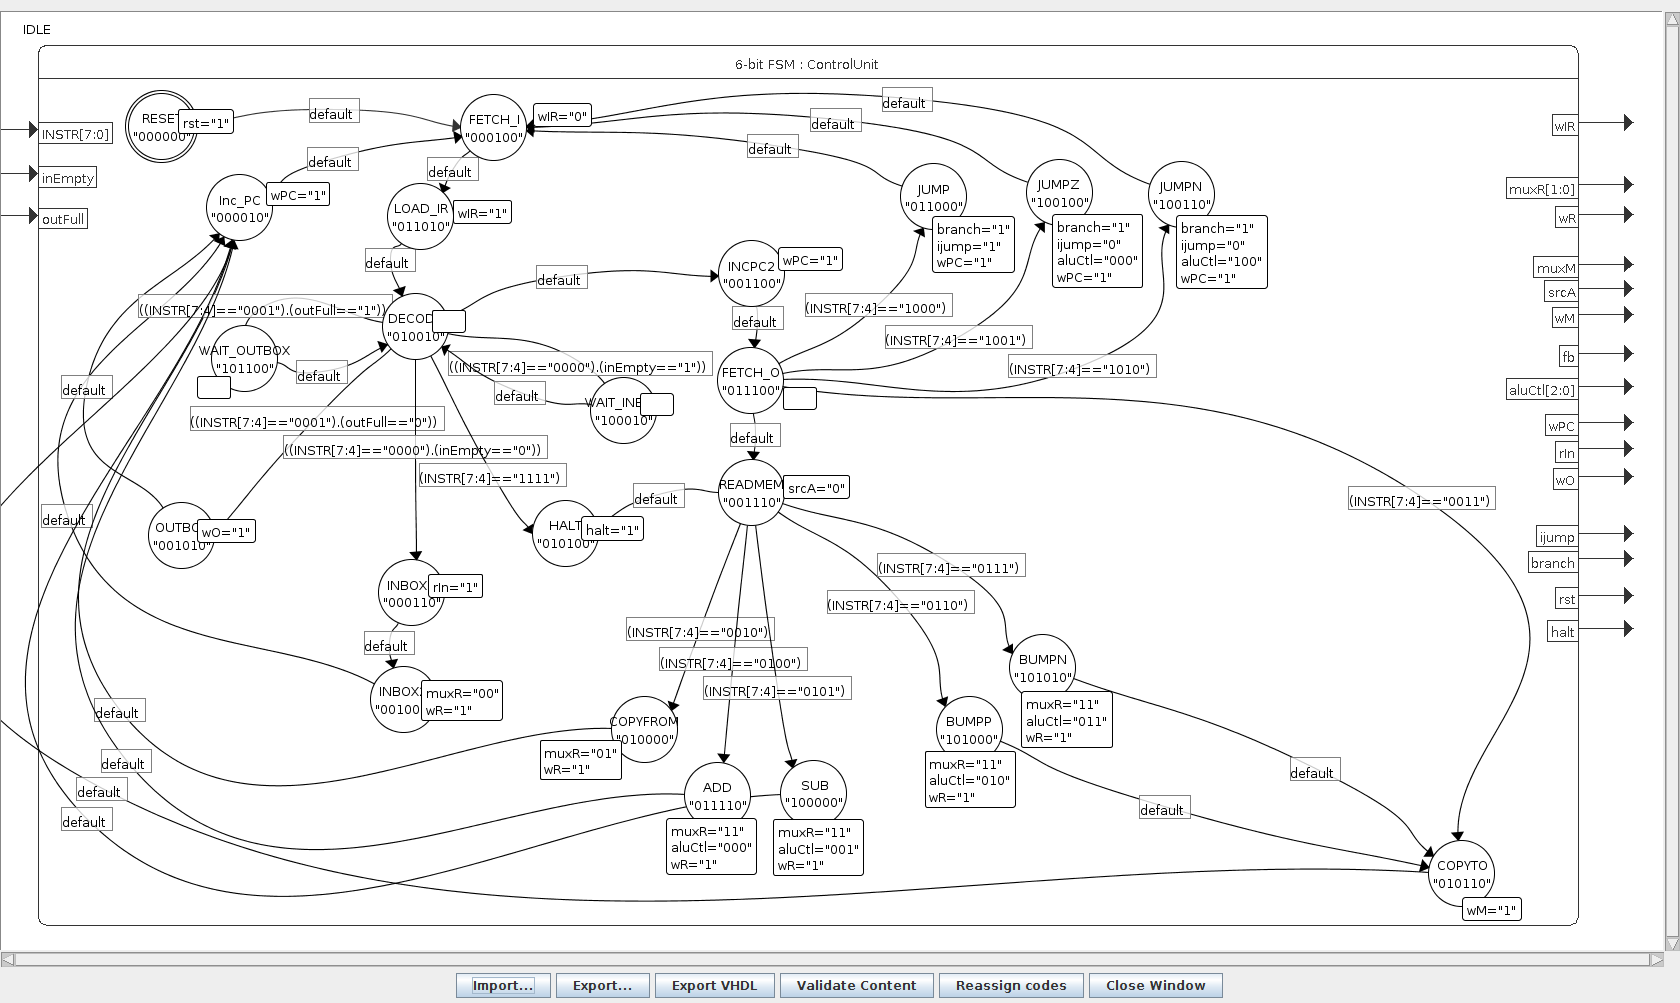 IDLE
6-bit FSM : ControlUnit
INSTR[7:0]
inEmpty
outFull
RESET
"000000"
rst="1"
default
FETCH_I
"000100"
wIR="0"
default
default
default
default
default
Inc_PC
"000010"
wPC="1"
LOAD_IR
"011010"
wIR="1"
default
JUMP
"011000"
branch="1"
ijump="1"
wPC="1"
JUMPZ
"100100"
branch="1"
ijump="0"
aluCtl="000"
wPC="1"
JUMPN
"100110"
branch="1"
ijump="0"
aluCtl="100"
wPC="1"
INCPC2
"001100"
wPC="1"
default
default
((INSTR[7:4]=="0001").(outFull=="1"))
DECOD
"010010"
(INSTR[7:4]=="1000")
(INSTR[7:4]=="1001")
(INSTR[7:4]=="1010")
WAIT_OUTBOX
"101100"
default
((INSTR[7:4]=="0000").(inEmpty=="1"))
default
WAIT_INB
"100010"
FETCH_O
"011100"
default
default
((INSTR[7:4]=="0001").(outFull=="0"))
((INSTR[7:4]=="0000").(inEmpty=="0"))
(INSTR[7:4]=="1111")
READMEM
"001110"
srcA="0"
default
(INSTR[7:4]=="0011")
default
OUTBO
"001010"
wO="1"
HALT
"010100"
halt="1"
INBOX
"000110"
rIn="1"
default
INBOX
"00100
muxR="00"
wR="1"
(INSTR[7:4]=="0111")
(INSTR[7:4]=="0110")
(INSTR[7:4]=="0010")
(INSTR[7:4]=="0100")
(INSTR[7:4]=="0101")
COPYFROM
"010000"
muxR="01"
wR="1"
ADD
"011110"
muxR="11"
aluCtl="000"
wR="1"
SUB
"100000"
muxR="11"
aluCtl="001"
wR="1"
BUMPP
"101000"
muxR="11"
aluCtl="010"
wR="1"
BUMPN
"101010"
muxR="11"
aluCtl="011"
wR="1"
default
default
default
default
default
default
COPYTO
"010110"
wM="1"
wIR
muxR[1:0]
wR
muxM
srcA
wM
fb
aluCtl[2:0]
wPC
rIn
wO
ijump
branch
rst
halt
Import...
Export...
Export VHDL
Validate Content
Reassign codes
Close Window